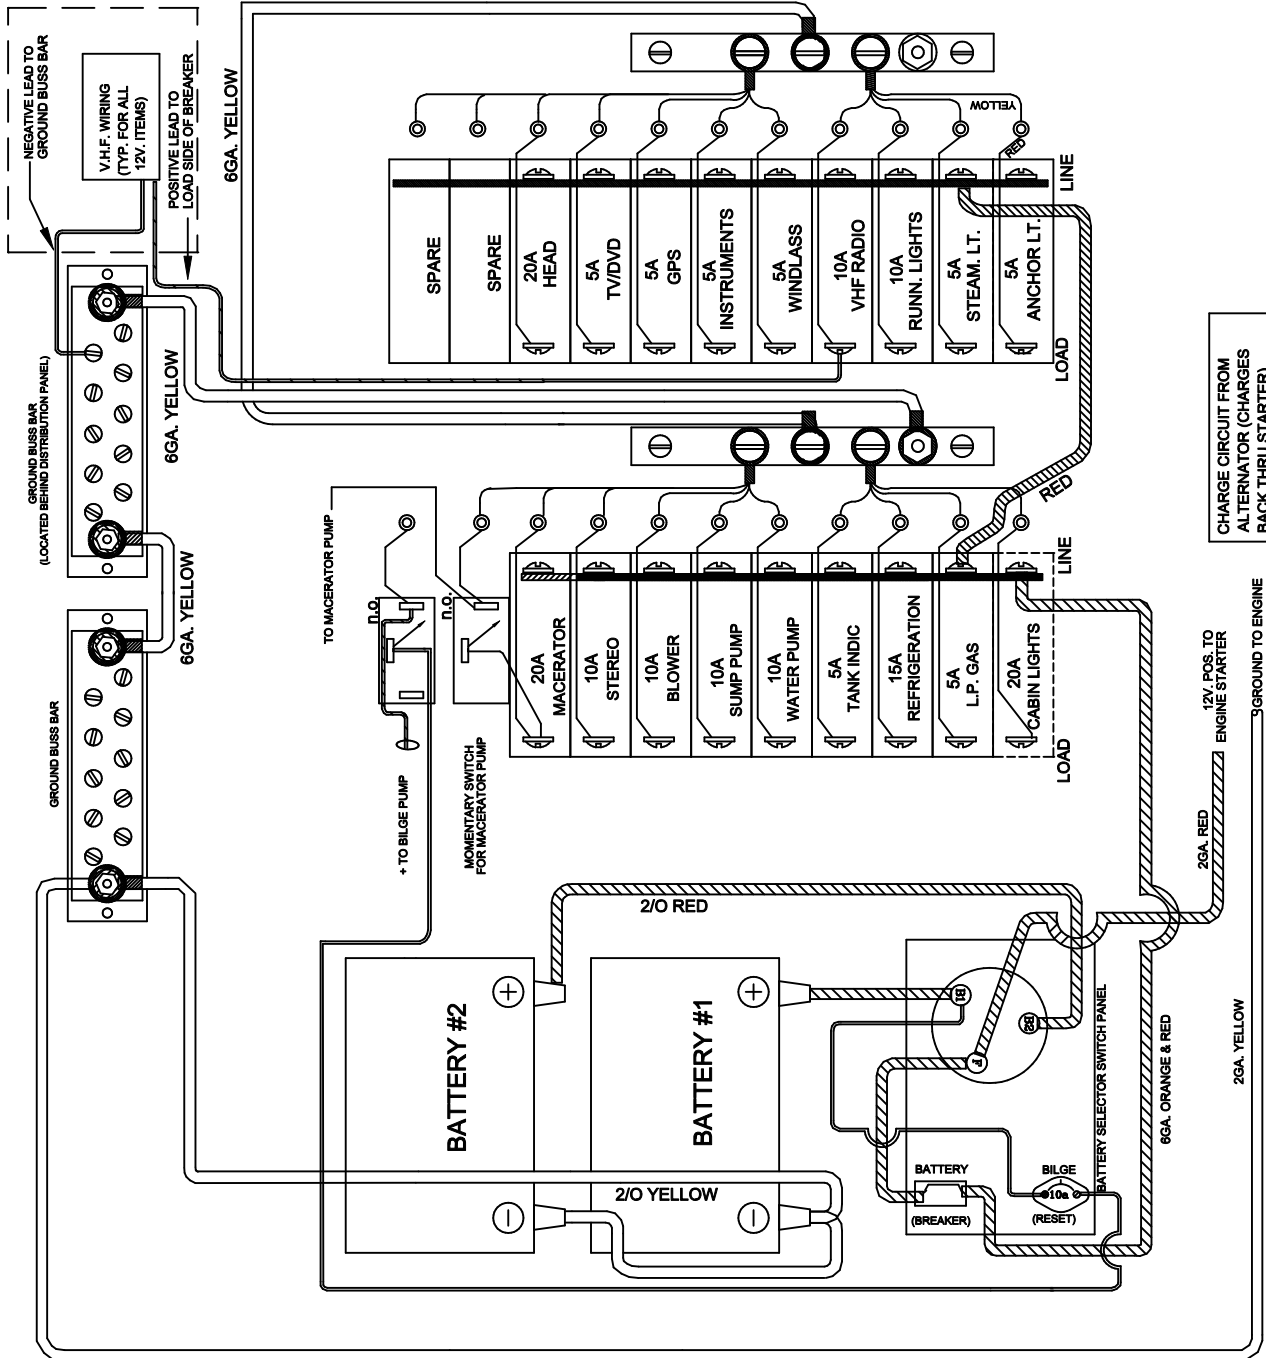 NEGATIVE LEAD TO
GROUND BUSS BAR
V.H.F. WIRING
(TYP. FOR ALL
12V. ITEMS)
POSITIVE LEAD TO
LOAD SIDE OF BREAKER
6GA. YELLOW
YELLOW
RED
LINE
SPARE
SPARE
20A
HEAD
5A
TV/DVD
5A
GPS
5A
INSTRUMENTS
5A
WINDLASS
10A
VHF RADIO
10A
RUNN. LIGHTS
5A
STEAM. LT.
5A
ANCHOR LT.
LOAD
GROUND BUSS BAR
(LOCATED BEHIND DISTRIBUTION PANEL)
6GA. YELLOW
6GA. YELLOW
CHARGE CIRCUIT FROM
ALTERNATOR (CHARGES
BACK THRU STARTER)
RED
TO MACERATOR PUMP
n.o.
n.o.
LINE
20A
MACERATOR
10A
STEREO
10A
BLOWER
10A
SUMP PUMP
10A
WATER PUMP
5A
TANK INDIC
15A
REFRIGERATION
5A
L.P. GAS
20A
CABIN LIGHTS
LOAD
GROUND BUSS BAR
+ TO BILGE PUMP
MOMENTARY SWITCH
FOR MACERATOR PUMP
12V. POS. TO
ENGINE STARTER
GROUND TO ENGINE
2GA. RED
2/O RED
BATTERY #2
BATTERY #1
B1
B2
F
BATTERY SELECTOR SWITCH PANEL
6GA. ORANGE & RED
2GA. YELLOW
2/O YELLOW
BATTERY
(BREAKER)
BILGE
10a
(RESET)